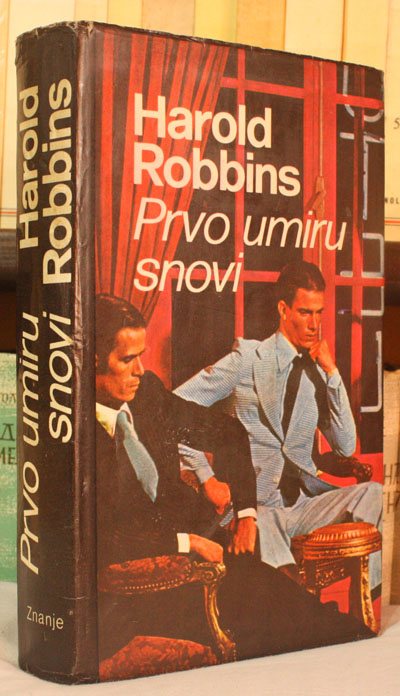 Harold
Robbins
Prvo umiru
snovi
Harold
Robbins
Prvo umiru
snovi
Znanje